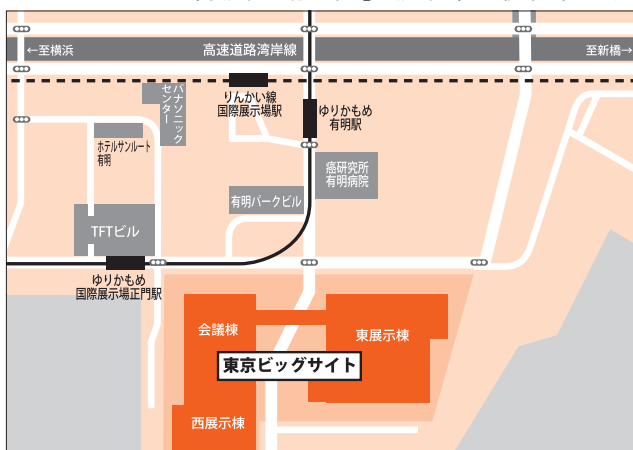 ←至横浜
高速道路湾岸線
至新橋→
パナソニック
センター
りんかい線
国際展示場駅
ゆりかもめ
有明駅
ホテルサンルート
有明
癌研究所
有明病院
有明パークビル
TFTビル
ゆりかもめ
国際展示場正門駅
会議棟
東展示棟
東京ビッグサイト
西展示棟